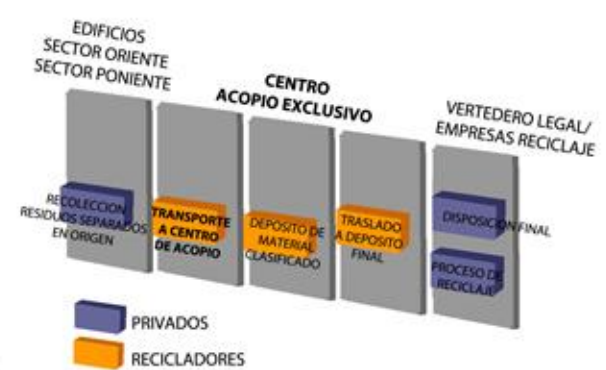 EDIFICIOS
SECTOR ORIENTE
SECTOR PONIENTE
CENTRO
ACOPIO EXCLUSIVO
VERTEDERO LEGAL/
EMPRESAS RECICLAJE
RECOLECCION
RESIDUOS SEPARADOS
EN ORIGEN
TRANSPORTE
A CENTRO
DE ACOPIO
DEPOSITO DE
MATERIAL
CLASIFICADO
TRASLADO
A DEPOSITO
FINAL
DISPOSICION FINAL
PROCESO DE
RECICLAJE
PRIVADOS
RECICLADORES